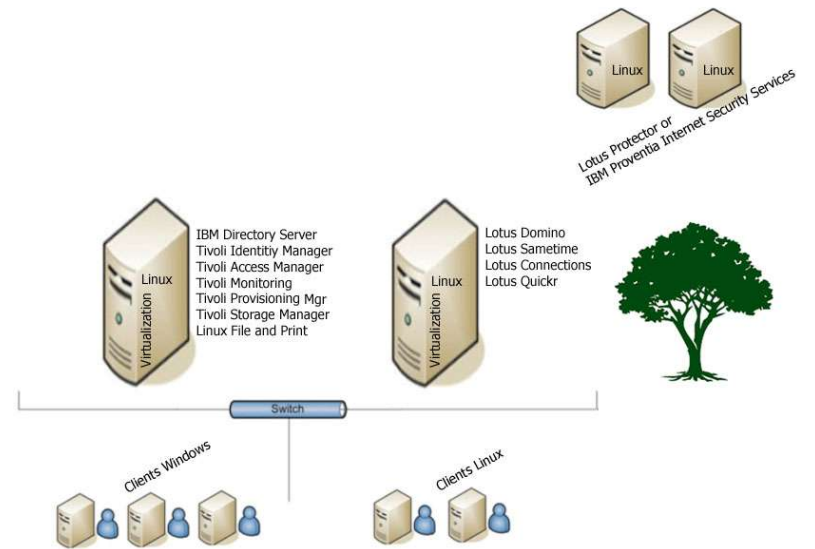 Linux
Linux
Lotus Protector or
IBM Proventia Internet Security Services
IBM Directory Server
Tivoli Identitiy Manager
Tivoli Access Manager
Tivoli Monitoring
Tivoli Provisioning Mgr
Tivoli Storage Manager
Linux File and Print
Linux
Virtualization
Lotus Domino
Lotus Sametime
Lotus Connections
Lotus Quickr
Linux
Virtualization
Switch
Clients Windows
Clients Linux